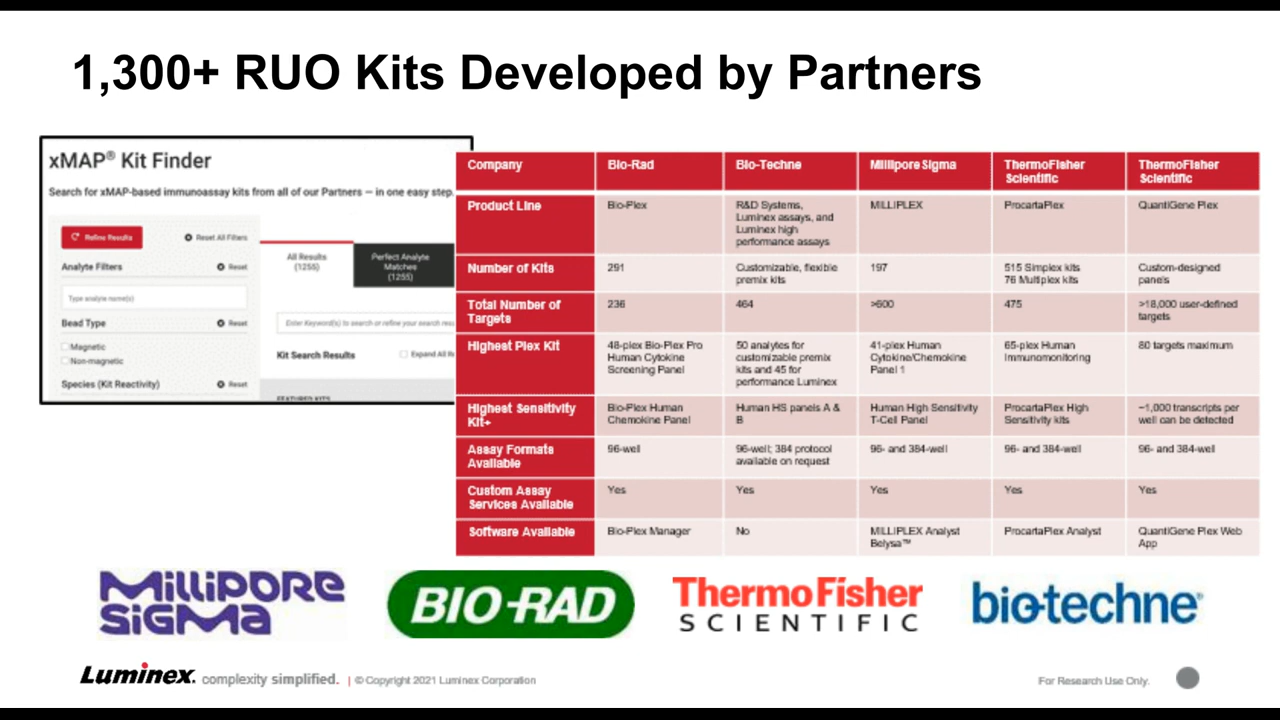 1,300+ RUO Kits Developed by Partners
xMAP® Kit Finder
Search for xMAP-based immunoassay kits from all of our Partners — in one easy step.
Refine Results
Reset All Filters
Analyte Filters
Reset
Type analyte name(s)
Bead Type
Reset
Magnetic
Non-magnetic
Species (Kit Reactivity)
Reset
All Results
(1255)
Perfect Analyte
Matches
(1255)
Enter Keyword(s) to search or refine your search
Kit Search Results
Expand All
FEATURED KITS
Company
Bio-Rad
Bio-Techne
MilliporeSigma
ThermoFisher
Scientific
ThermoFisher
Scientific
Product Line
Bio-Plex
R&D Systems,
Luminex assays, and
Luminex high
performance assays
MILLIPLEX
ProcartaPlex
QuantiGene Plex
Number of Kits
291
Customizable, flexible
premix kits
197
515 Simplex kits
76 Multiplex kits
Custom-designed
panels
Total Number of
Targets
236
464
>600
475
>18,000 user-defined
targets
Highest Plex Kit
48-plex Bio-Plex Pro
Human Cytokine
Screening Panel
50 analytes for
customizable premix
kits and 45 for
performance Luminex
41-plex Human
Cytokine/Chemokine
Panel 1
65-plex Human
Immunomonitoring
80 targets maximum
Highest Sensitivity
Kit+
Bio-Plex Human
Chemokine Panel
Human HS panels A &
B
Human High Sensitivity
T-Cell Panel
ProcartaPlex High
Sensitivity kits
~1,000 transcripts per
well can be detected
Assay Formats
Available
96-well
96-well; 384 protocol
available on request
96- and 384-well
96- and 384-well
96- and 384-well
Custom Assay
Services Available
Yes
Yes
Yes
Yes
Yes
Software Available
Bio-Plex Manager
No
MILLIPLEX Analyst
Belysa™
ProcartaPlex Analyst
QuantiGene Plex Web
App
Millipore
Sigma
BIO-RAD
ThermoFisher
SCIENTIFIC
bio-techne®
Luminex. complexity simplified. | © Copyright 2021 Luminex Corporation
For Research Use Only.